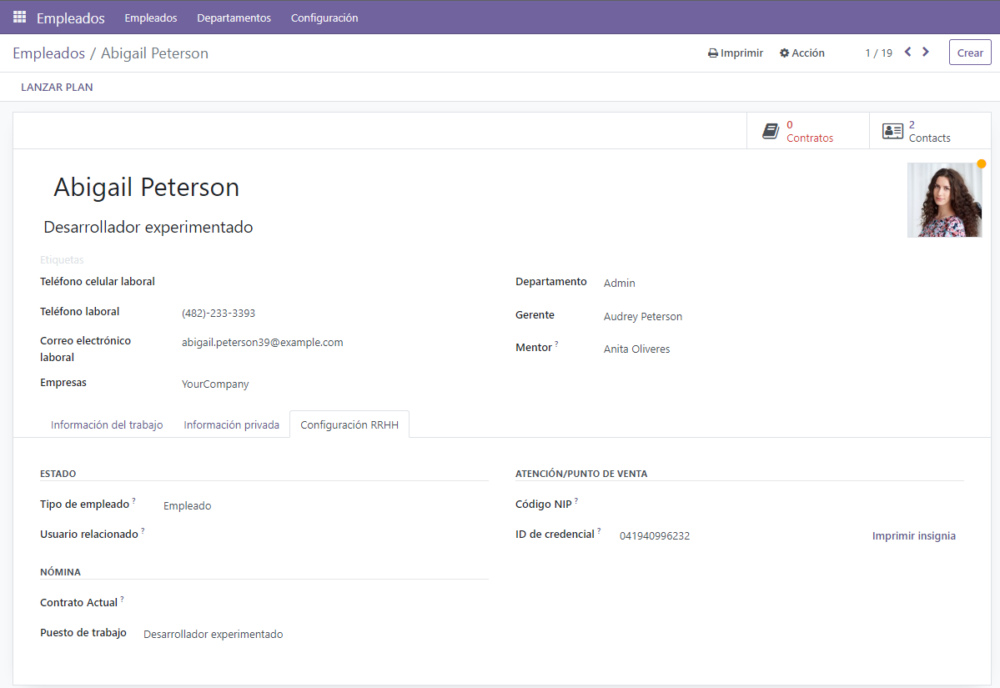 Empleados Empleados Departamentos Configuración
Empleados / Abigail Peterson Imprimir Acción 1 / 19 Crear
LANZAR PLAN
0
Contratos
2
Contacts
Abigail Peterson
Desarrollador experimentado
Etiquetas
Teléfono celular laboral
Teléfono laboral (482)-233-3393
Correo electrónico
laboral
abigail.peterson39@example.com
Empresas YourCompany
Departamento Admin
Gerente Audrey Peterson
Mentor ? Anita Oliveres
Información del trabajo Información privada Configuración RRHH
ESTADO
Tipo de empleado ? Empleado
Usuario relacionado ?
ATENCIÓN/PUNTO DE VENTA
Código NIP ?
ID de credencial ? 041940996232 Imprimir insignia
NÓMINA
Contrato Actual ?
Puesto de trabajo Desarrollador experimentado